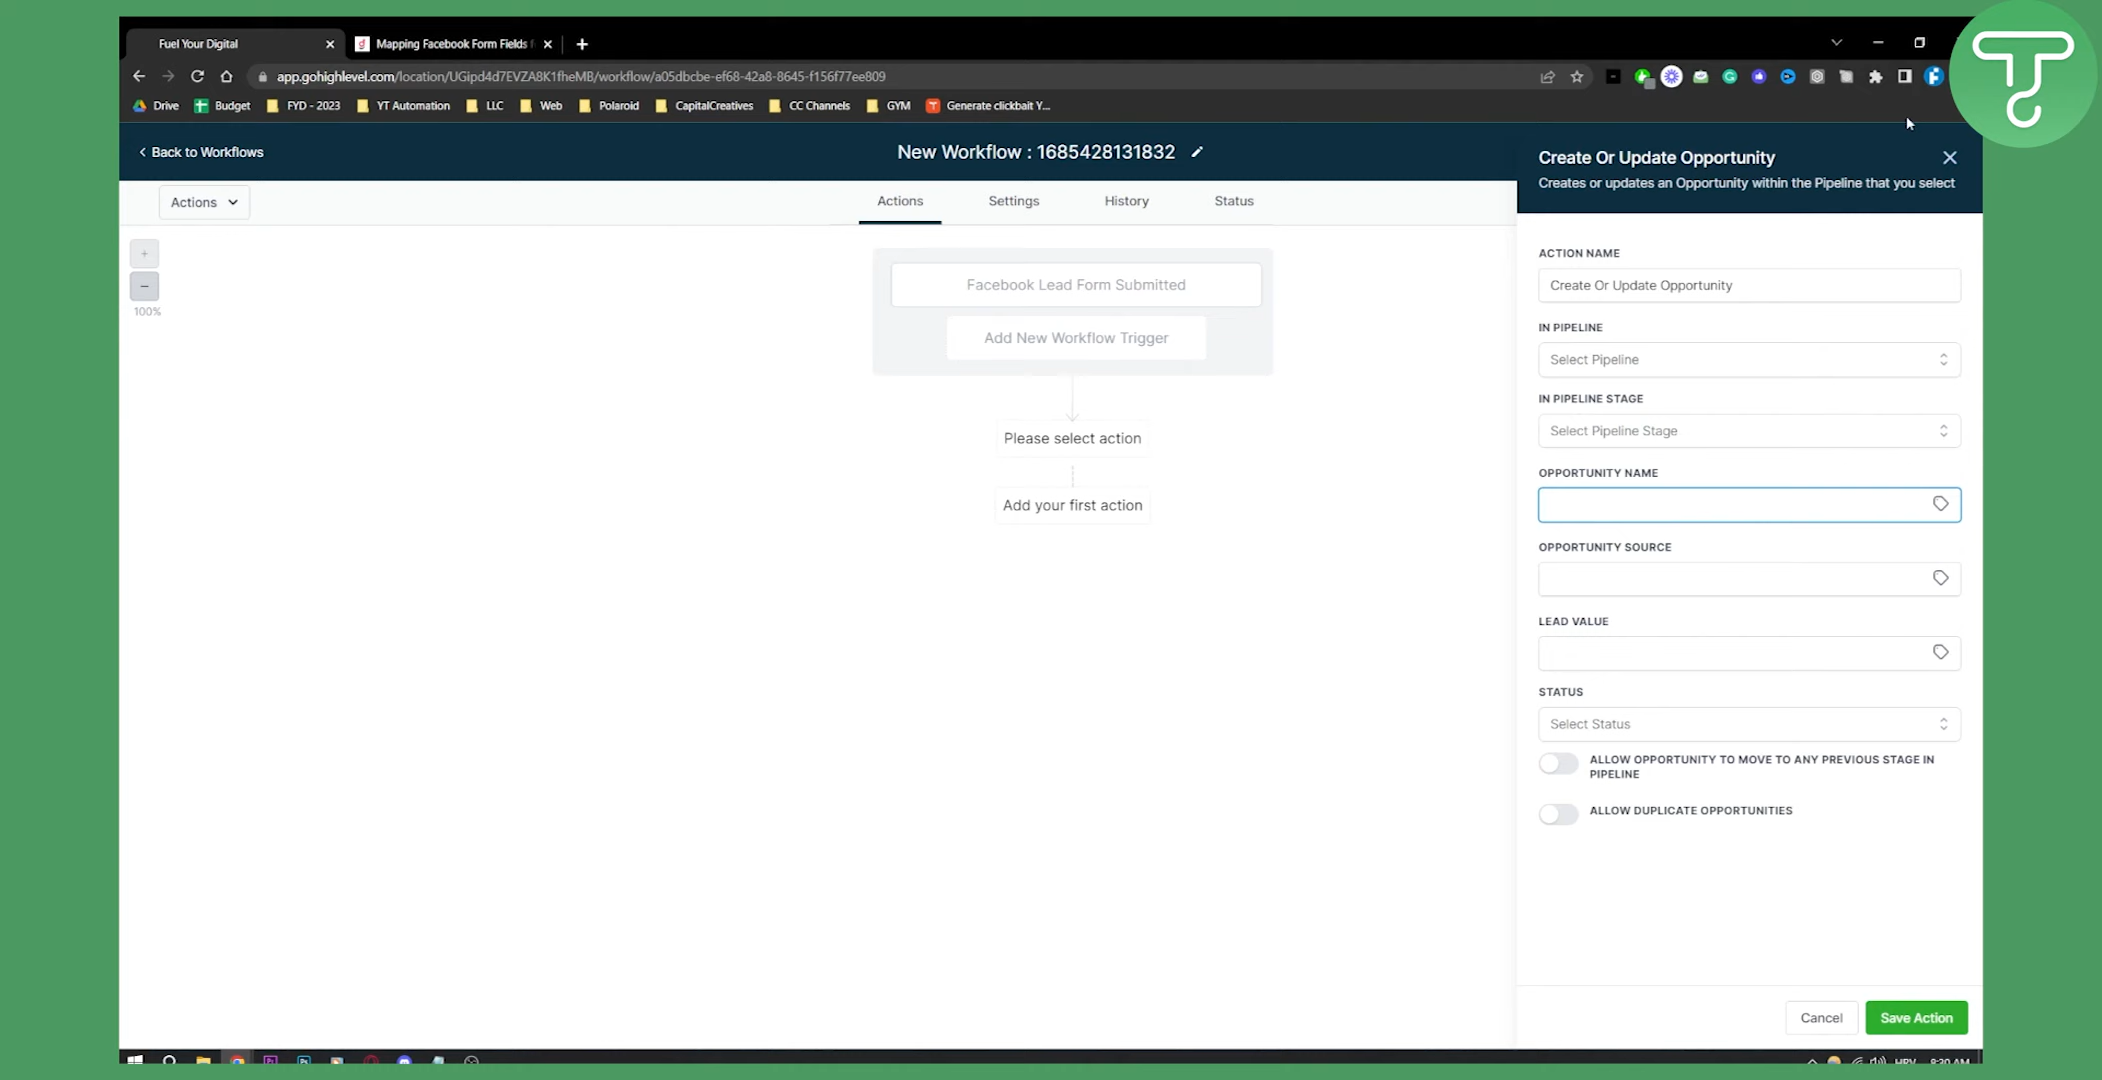 Fuel Your Digital
Mapping Facebook Form Fields
app.gohighlevel.com/location/UGipd4d7EVZA8K1fheMB/workflow/a05dbcbe-ef68-42a8-8645-f156f77ee809
Drive Budget FYD - 2023 YT Automation LLC Web Polaroid CapitalCreatives CC Channels GYM Generate clickbait Y...
Back to Workflows
New Workflow : 1685428131832
Create Or Update Opportunity
Creates or updates an Opportunity within the Pipeline that you select
Actions
Actions Settings History Status
100%
Facebook Lead Form Submitted
Add New Workflow Trigger
Please select action
Add your first action
ACTION NAME
Create Or Update Opportunity
IN PIPELINE
Select Pipeline
IN PIPELINE STAGE
Select Pipeline Stage
OPPORTUNITY NAME
OPPORTUNITY SOURCE
LEAD VALUE
STATUS
Select Status
ALLOW OPPORTUNITY TO MOVE TO ANY PREVIOUS STAGE IN
PIPELINE
ALLOW DUPLICATE OPPORTUNITIES
Cancel
Save Action
HRV 8:30 AM